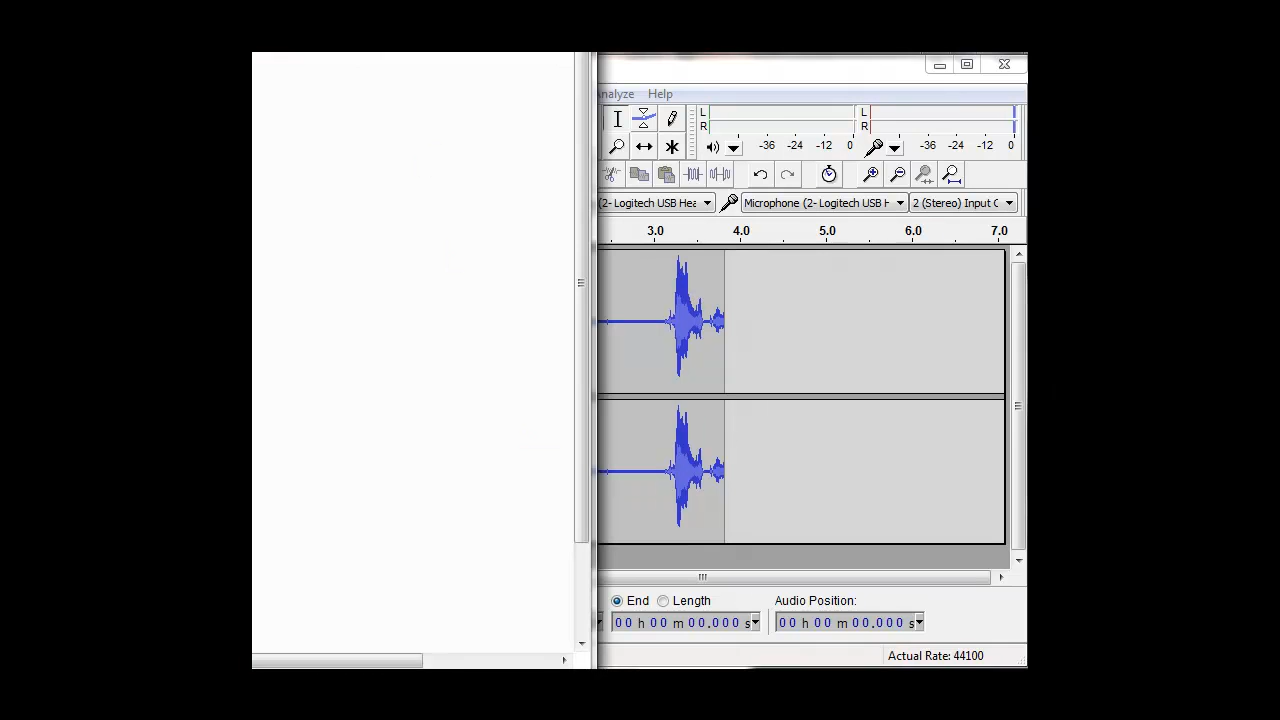 Analyze Help
L L
R R
-36 -24 -12 0 -36 -24 -12 0
(2- Logitech USB Hea Microphone (2- Logitech USB H 2 (Stereo) Input C
3.0 4.0 5.0 6.0 7.0
End Length Audio Position:
00 h 00 m 00.000 s 00 h 00 m 00.000 s
Actual Rate: 44100